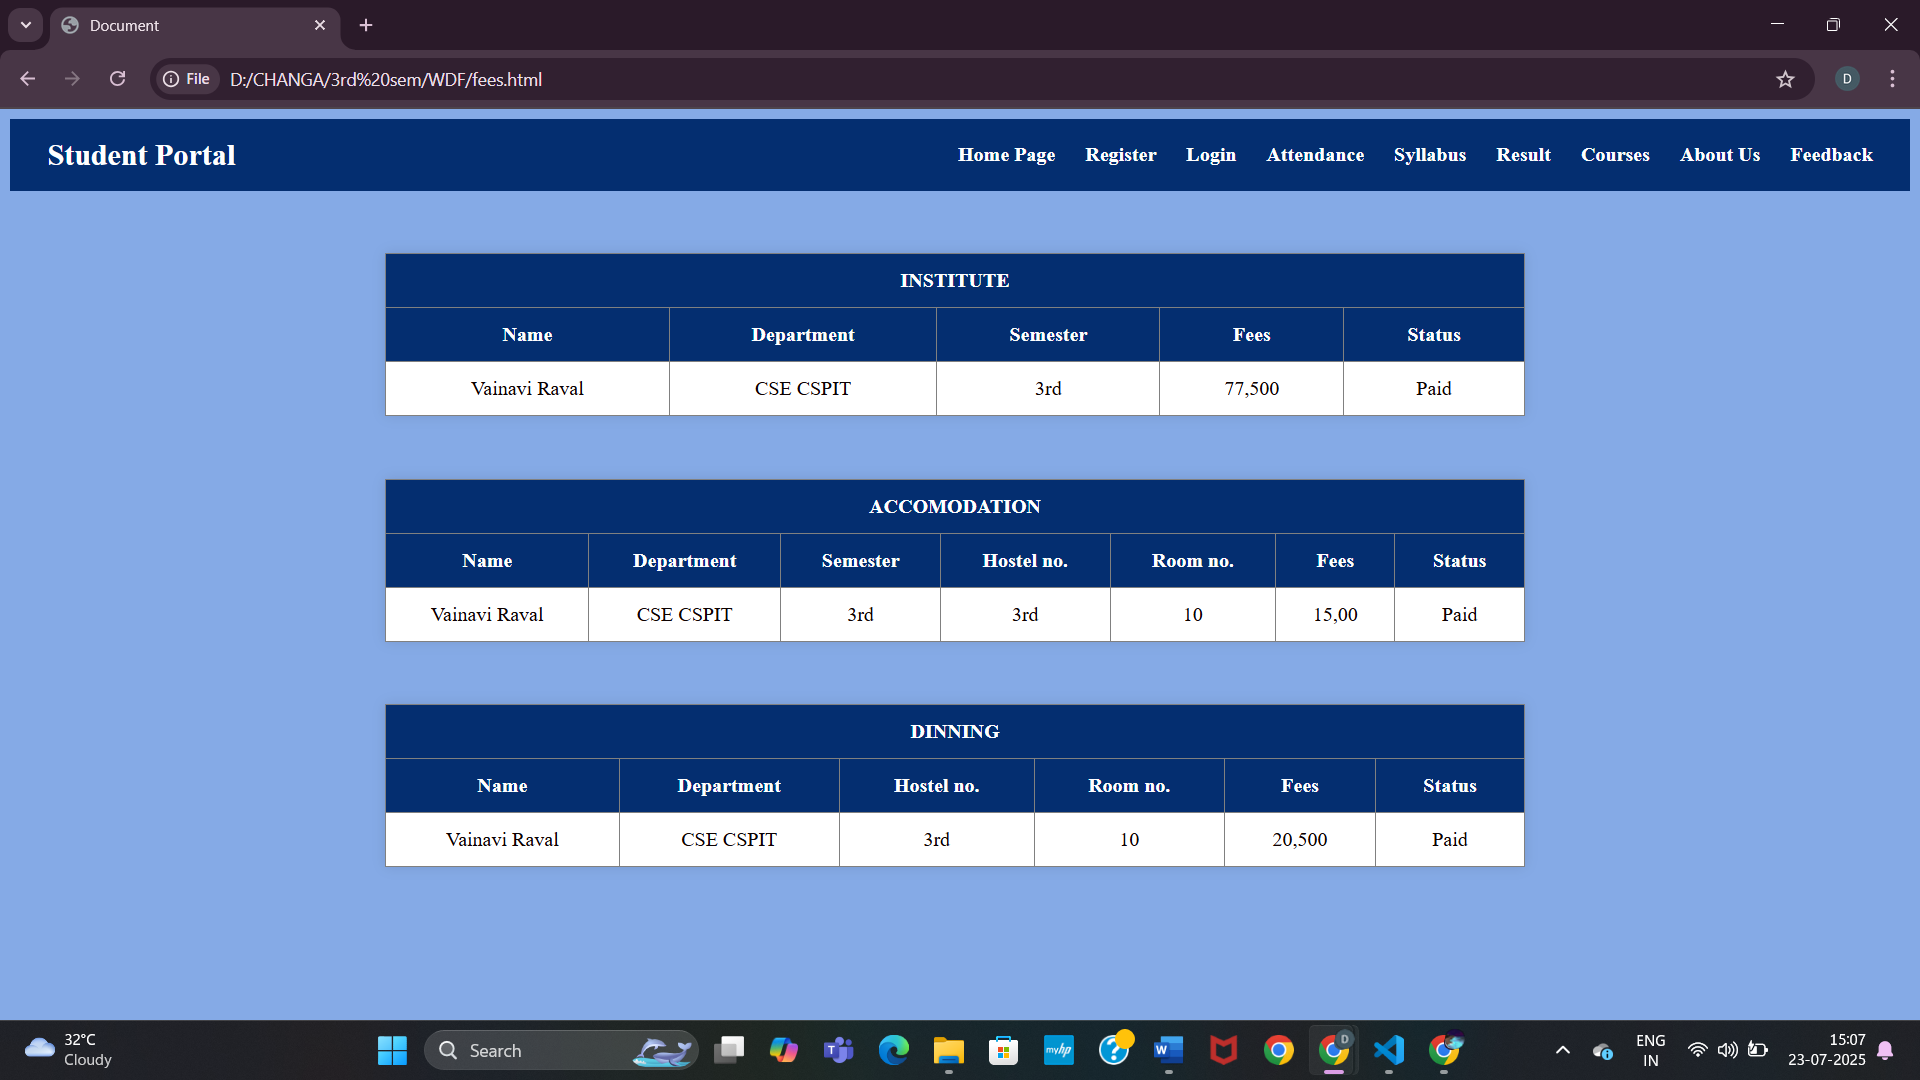 Document
File D:/CHANGA/3rd%20sem/WDF/fees.html
D
Student Portal Home Page Register Login Attendance Syllabus Result Courses About Us Feedback
INSTITUTE
Name Department Semester Fees Status
Vainavi Raval CSE CSPIT 3rd 77,500 Paid
ACCOMODATION
Name Department Semester Hostel no. Room no. Fees Status
Vainavi Raval CSE CSPIT 3rd 3rd 10 15,00 Paid
DINNING
Name Department Hostel no. Room no. Fees Status
Vainavi Raval CSE CSPIT 3rd 10 20,500 Paid
32°C
Cloudy
Search
T
myhp
?
W
D
ENG
IN
15:07
23-07-2025